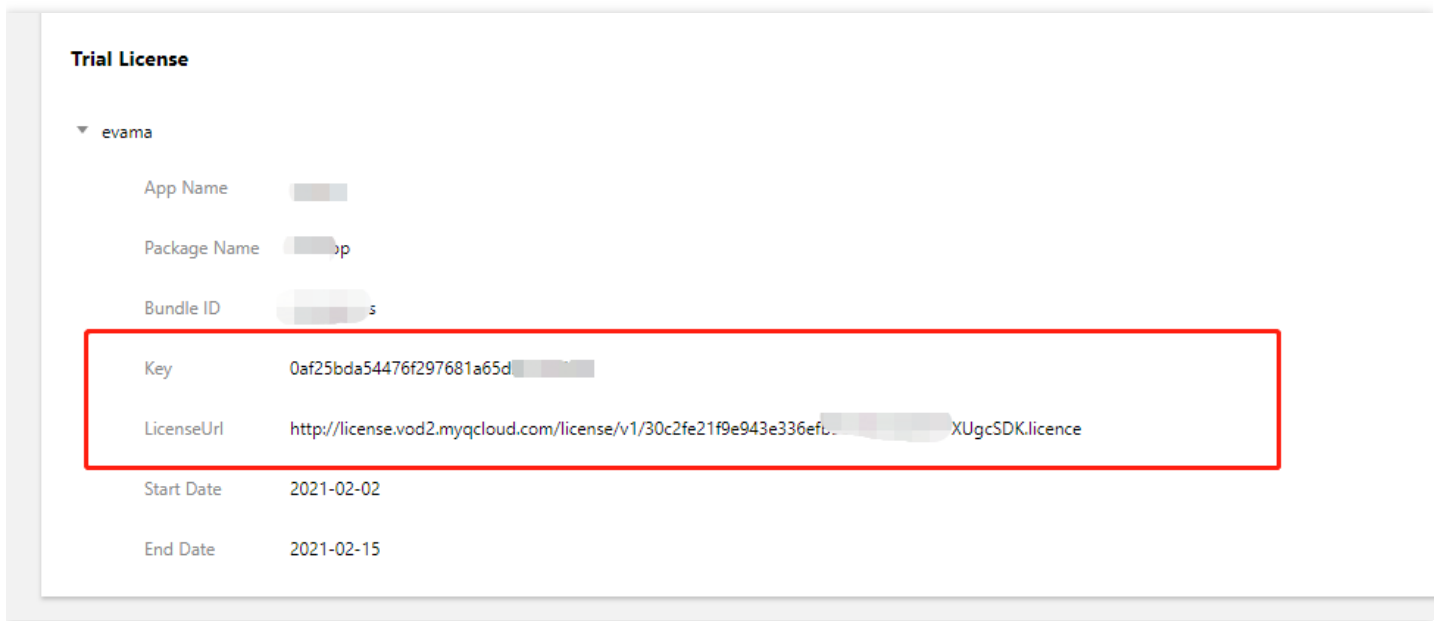 Trial License
evama
App Name
Package Name
Bundle ID
Key 0af25bda54476f297681a65d
LicenseUrl http://license.vod2.myqcloud.com/license/v1/30c2fe21f9e943e336efb XUgcSDK.licence
Start Date 2021-02-02
End Date 2021-02-15